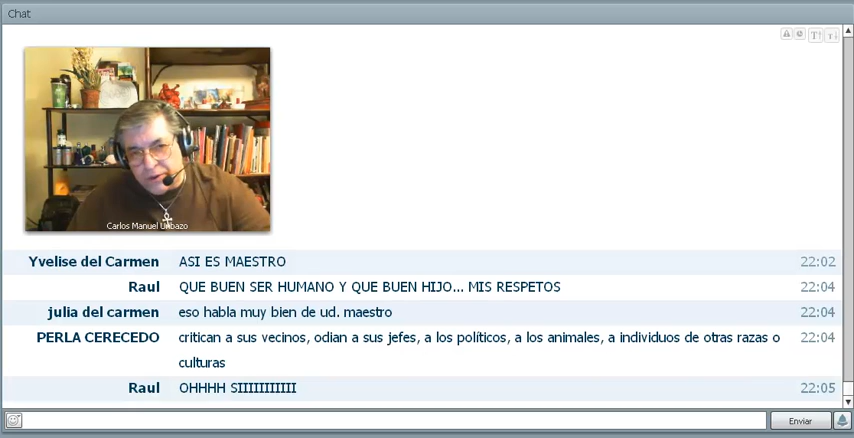 Chat
Carlos Manuel Uribazo
Yvelise del Carmen ASI ES MAESTRO 22:02
Raul QUE BUEN SER HUMANO Y QUE BUEN HIJO... MIS RESPETOS 22:04
julia del carmen eso habla muy bien de ud. maestro 22:04
PERLA CERECEDO critican a sus vecinos, odian a sus jefes, a los políticos, a los animales, a individuos de otras razas o 22:04
culturas
Raul OHHHH SIIIIIIIIIII 22:05
Enviar